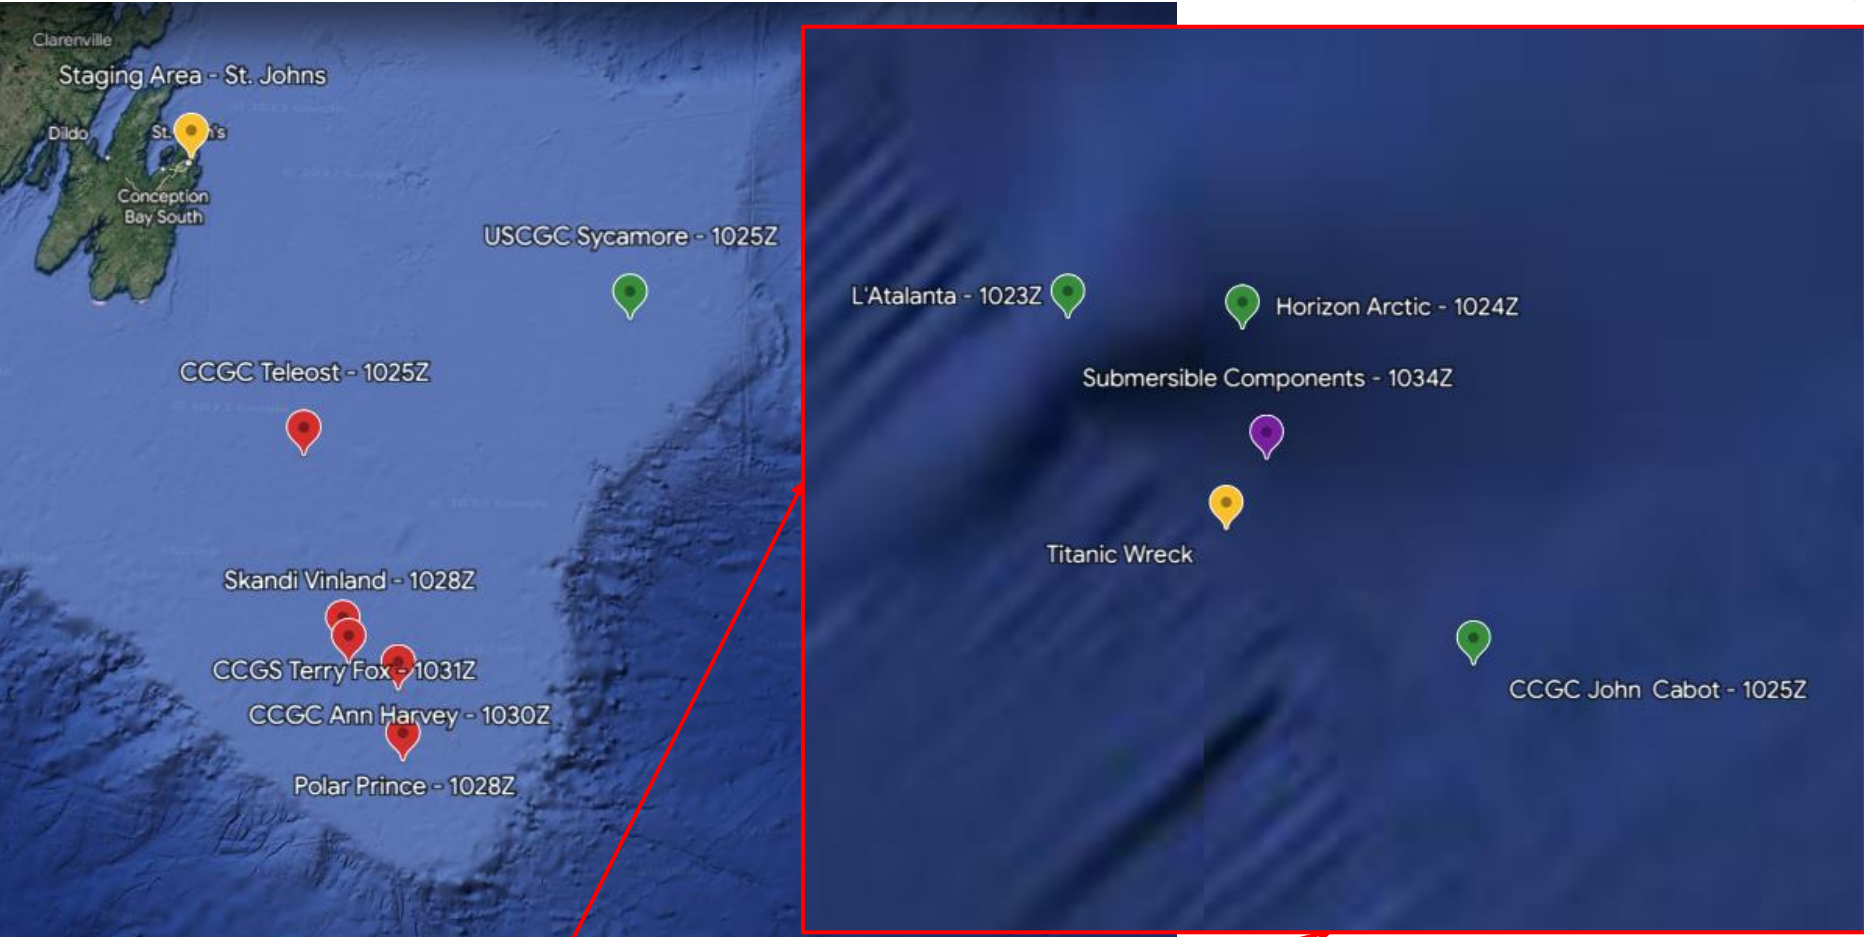 Clarenville
Staging Area - St. Johns
Dildo
St.      n's
Conception
Bay South
USCGC Sycamore - 1025Z
CCGC Teleost - 1025Z
Skandi Vinland - 1028Z
CCGS Terry Fox - 1031Z
CCGC Ann Harvey - 1030Z
Polar Prince - 1028Z
L'Atalanta - 1023Z
Horizon Arctic - 1024Z
Submersible Components - 1034Z
Titanic Wreck
CCGC John Cabot - 1025Z